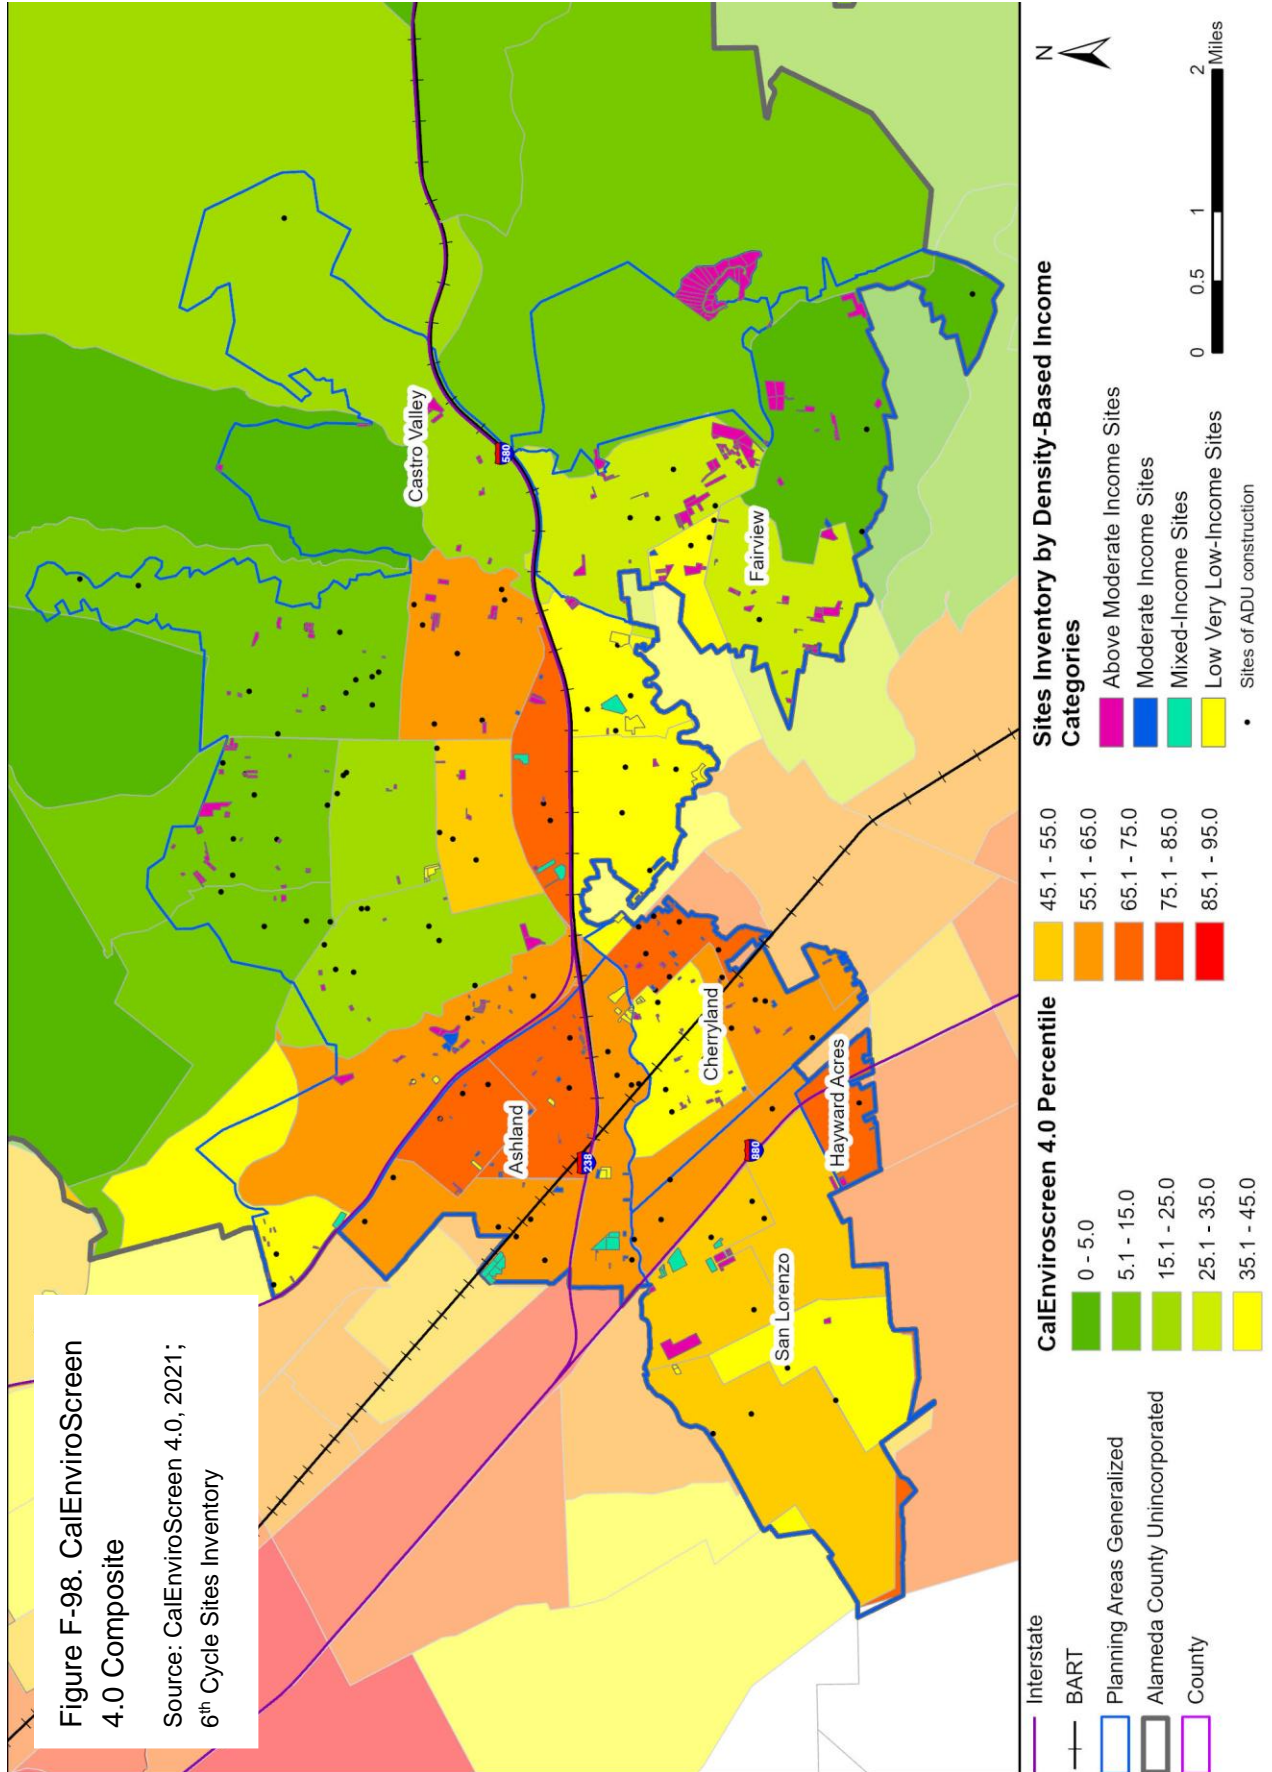 Figure F-98. CalEnviroScreen
4.0 Composite
Source: CalEnviroScreen 4.0, 2021;
6th Cycle Sites Inventory
Castro Valley
580
Fairview
Ashland
238
Cherryland
Hayward Acres
880
San Lorenzo
Interstate
BART
Planning Areas Generalized
Alameda County Unincorporated
County
CalEnviroscreen 4.0 Percentile
0 - 5.0
5.1 - 15.0
15.1 - 25.0
25.1 - 35.0
35.1 - 45.0
45.1 - 55.0
55.1 - 65.0
65.1 - 75.0
75.1 - 85.0
85.1 - 95.0
Sites Inventory by Density-Based Income
Categories
Above Moderate Income Sites
Moderate Income Sites
Mixed-Income Sites
Low Very Low-Income Sites
Sites of ADU construction
N
0 0.5 1 2
Miles